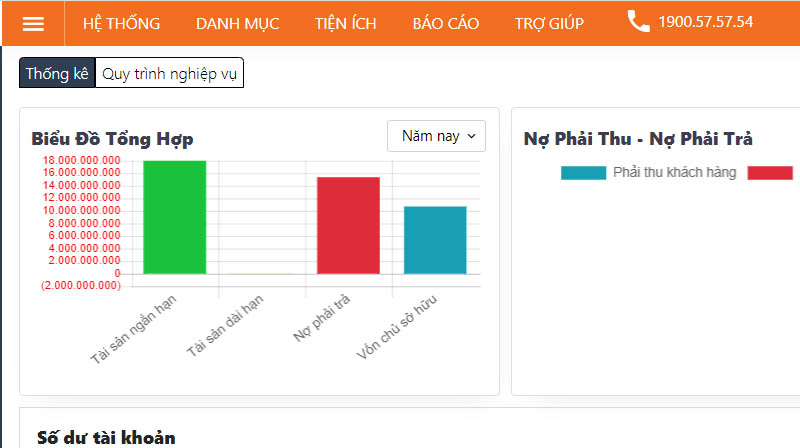 HỆ THỐNG DANH MỤC TIỆN ÍCH BÁO CÁO TRỢ GIÚP 1900.57.57.54
Thống kê Quy trình nghiệp vụ
Biểu Đồ Tổng Hợp
Năm nay
18.000.000.000
16.000.000.000
14.000.000.000
12.000.000.000
10.000.000.000
8.000.000.000
6.000.000.000
4.000.000.000
2.000.000.000
0
(2.000.000.000)
Tài sản ngắn hạn
Tài sản dài hạn
Nợ phải trả
Vốn chủ sở hữu
Nợ Phải Thu - Nợ Phải Trả
Phải thu khách hàng
Số dư tài khoản